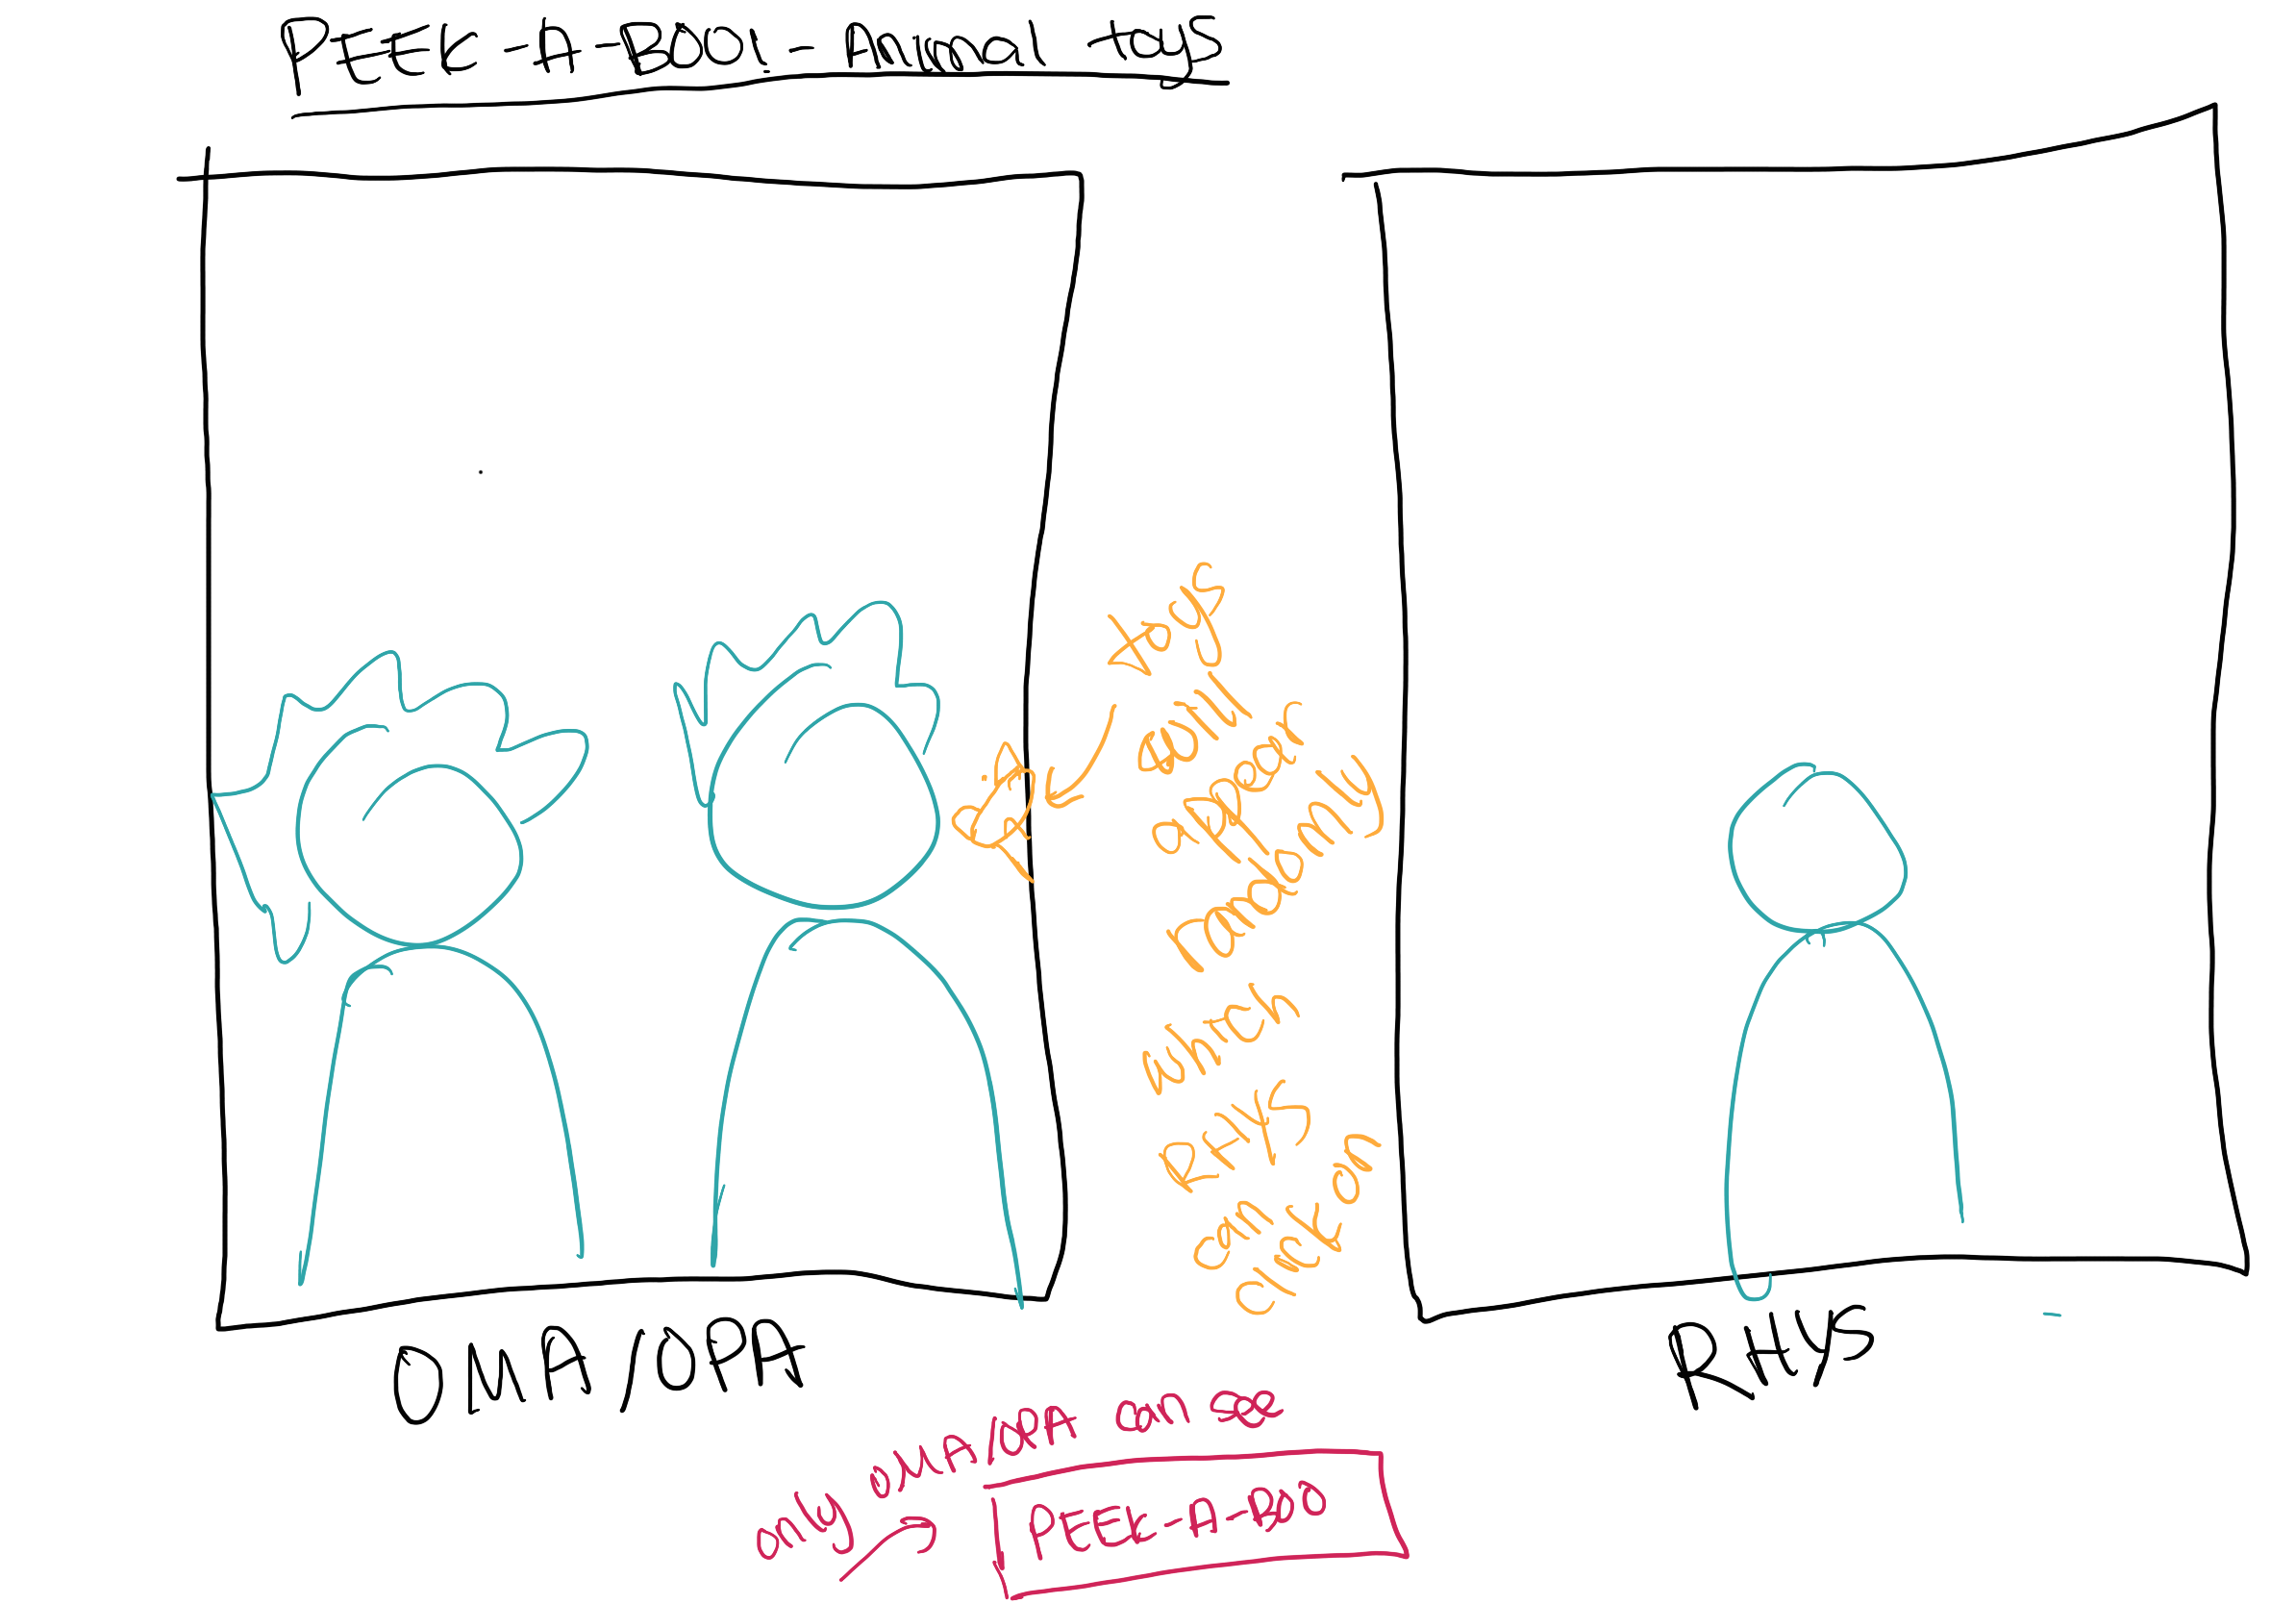 PEEK-A-BOO! - Animal toys
toys
will
appear
Randomly
which
RHYS
can
click on
OMA/OPA
RHYS
only OMA/OPA can see
PEEK-A-BOO